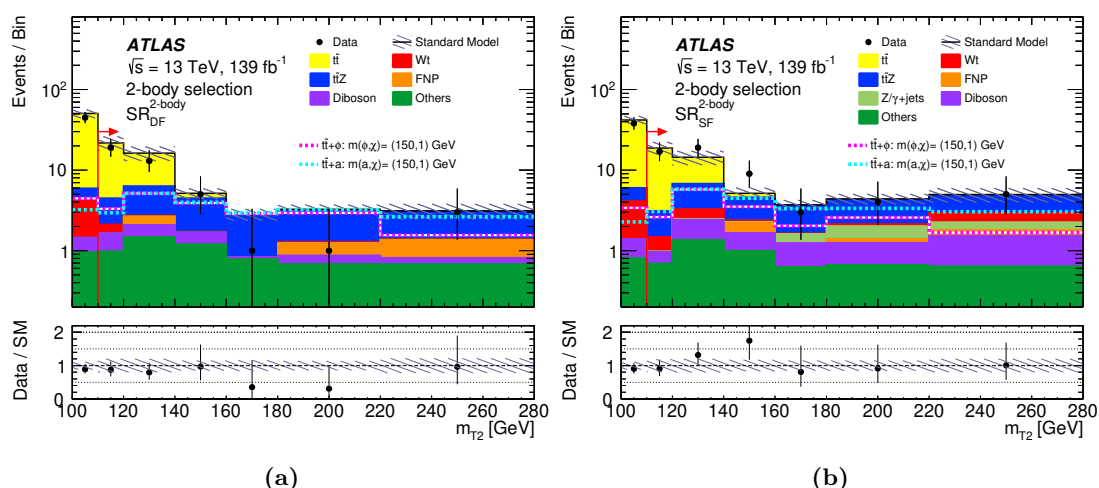 Events / Bin
ATLAS
√s = 13 TeV, 139 fb⁻¹
2-body selection
SR 2-body DF
Data
Standard Model
tt̄
Wt
tt̄Z
FNP
Diboson
Others
tt̄+ϕ: m(ϕ,χ)= (150,1) GeV
tt̄+a: m(a,χ)= (150,1) GeV
10²
10
1
Data / SM
2
1
0
100 120 140 160 180 200 220 240 260 280
m_T2 [GeV]
(a)
Events / Bin
ATLAS
√s = 13 TeV, 139 fb⁻¹
2-body selection
SR 2-body SF
Data
Standard Model
tt̄
Wt
tt̄Z
FNP
Z/γ+jets
Diboson
Others
tt̄+ϕ: m(ϕ,χ)= (150,1) GeV
tt̄+a: m(a,χ)= (150,1) GeV
10²
10
1
Data / SM
2
1
0
100 120 140 160 180 200 220 240 260 280
m_T2 [GeV]
(b)